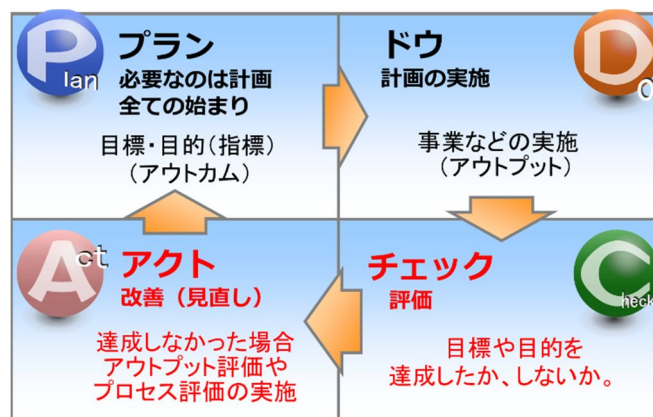 Plan
プラン
必要なのは計画
全ての始まり
目標・目的（指標）
（アウトカム）
Do
ドウ
計画の実施
事業などの実施
（アウトプット）
Act
アクト
改善（見直し）
達成しなかった場合
アウトプット評価や
プロセス評価の実施
Check
チェック
評価
目標や目的を
達成したか、しないか。